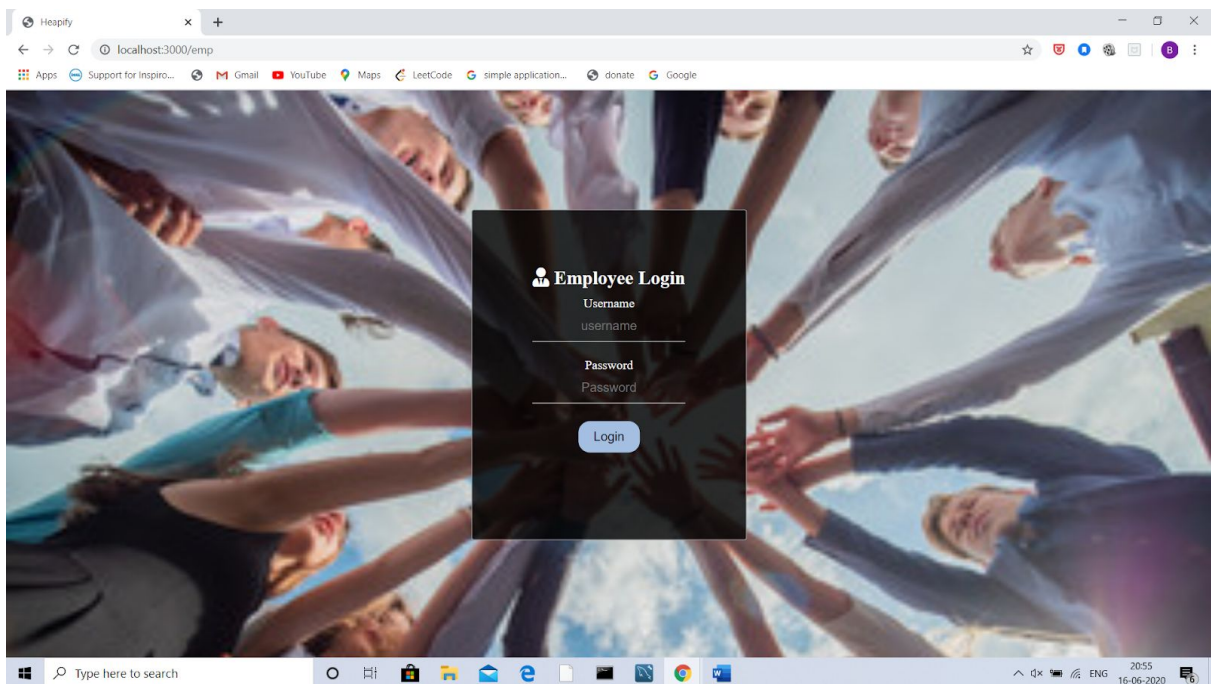 Heapify
localhost:3000/emp
B
Apps Support for Inspiro... Gmail YouTube Maps LeetCode simple application... donate Google
Employee Login
Username
username
Password
Password
Login
Type here to search
ENG
20:55
16-06-2020
6